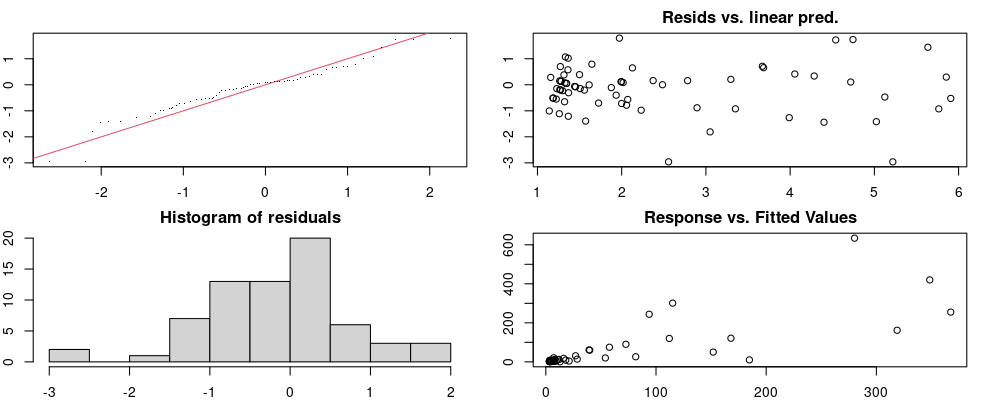 1
0
-1
-2
-3
-2 -1 0 1 2
Resids vs. linear pred.
1
0
-1
-2
-3
1 2 3 4 5 6
Histogram of residuals
20
15
10
5
0
-3 -2 -1 0 1 2
Response vs. Fitted Values
600
400
200
0
0 100 200 300